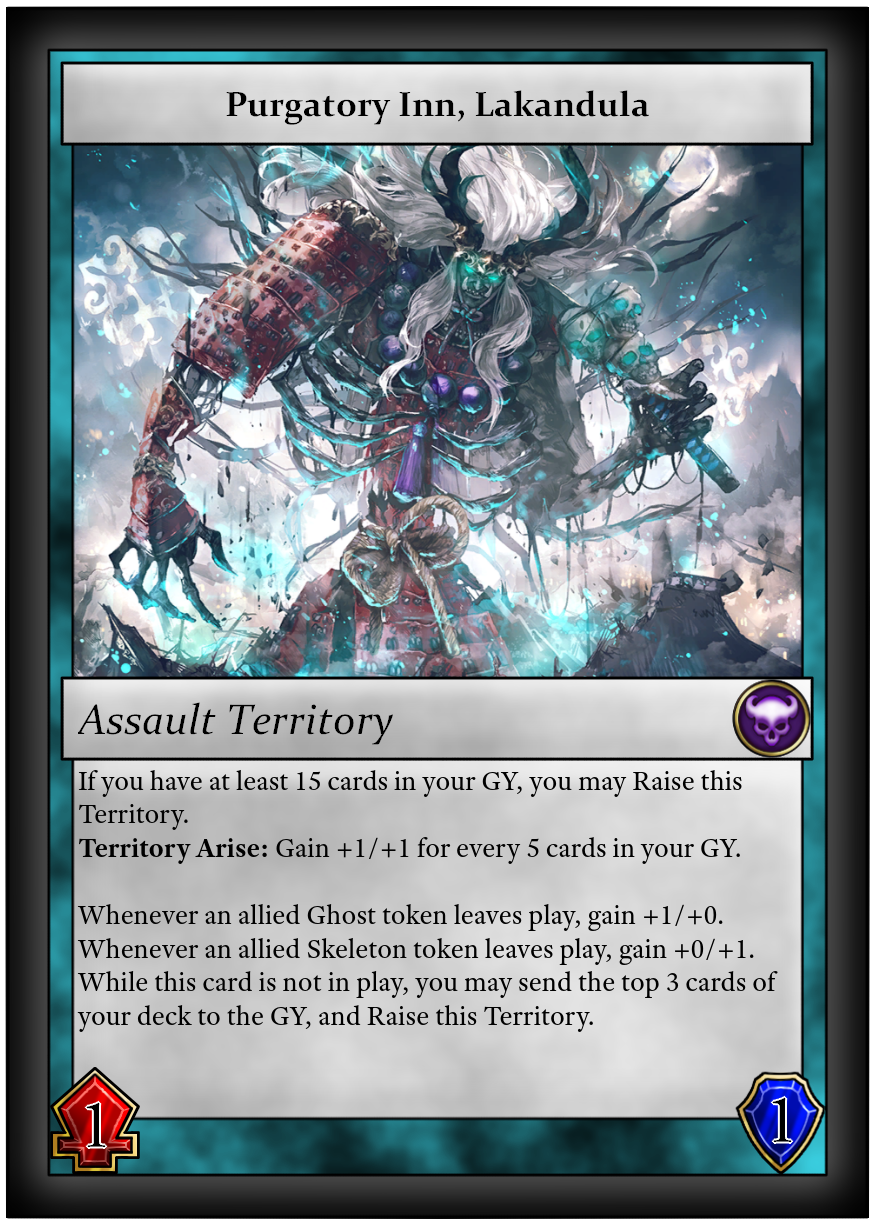 Purgatory Inn, Lakandula
Assault Territory
If you have at least 15 cards in your GY, you may Raise this
Territory.
Territory Arise: Gain +1/+1 for every 5 cards in your GY.
Whenever an allied Ghost token leaves play, gain +1/+0.
Whenever an allied Skeleton token leaves play, gain +0/+1.
While this card is not in play, you may send the top 3 cards of
your deck to the GY, and Raise this Territory.
1
1